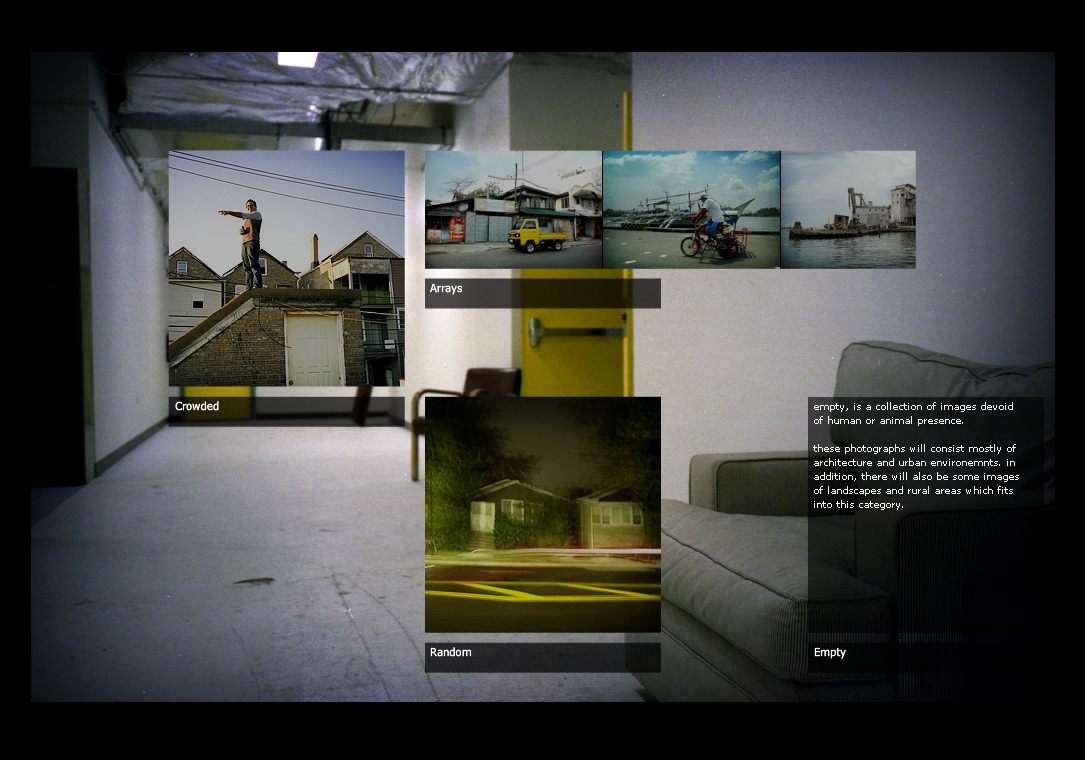 Arrays
Crowded
empty, is a collection of images devoid
of human or animal presence.
these photographs will consist mostly of
architecture and urban environemnts. in
addition, there will also be some images
of landscapes and rural areas which fits
into this category.
Random
Empty